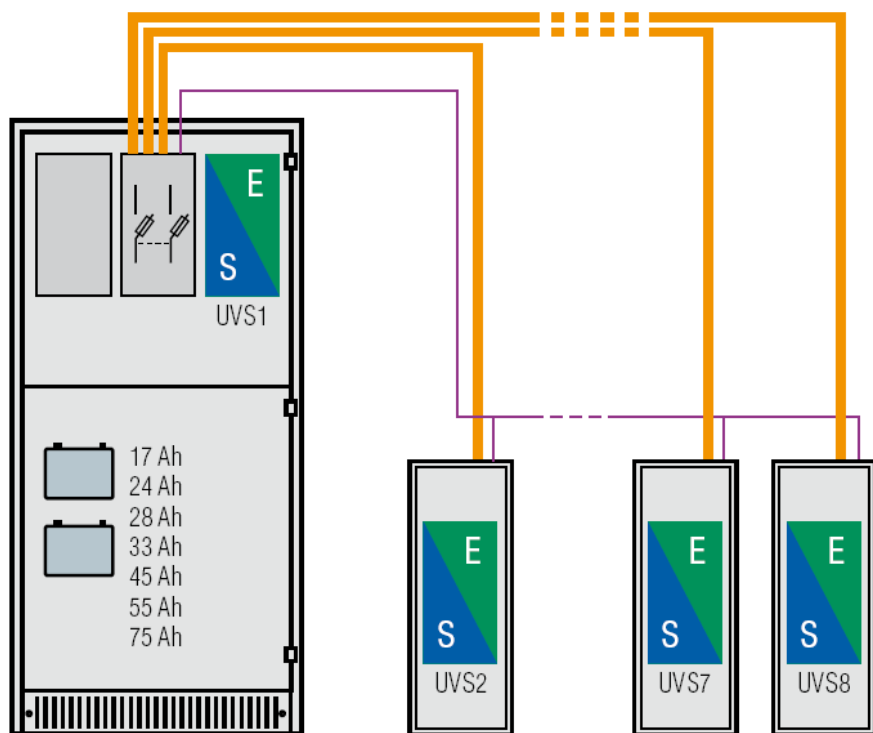 E
S
UVS1
17 Ah
24 Ah
28 Ah
33 Ah
45 Ah
55 Ah
75 Ah
E
S
UVS2
E
S
UVS7
E
S
UVS8